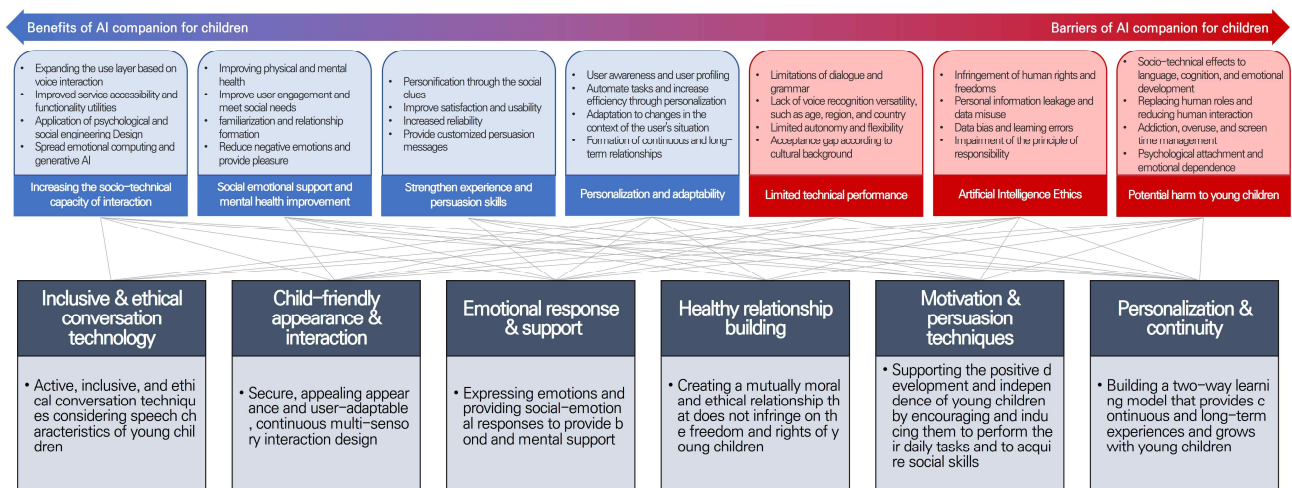 Benefits of AI companion for children
Barriers of AI companion for children
• Expanding the use layer based on
voice interaction
• Improved service accessibility and
functionality utilities
• Application of psychological and
social engineering Design
• Spread emotional computing and
generative AI
Increasing the socio-technical
capacity of interaction
• Improving physical and mental
health
• Improve user engagement and
meet social needs
• familiarization and relationship
formation
• Reduce negative emotions and
provide pleasure
Social emotional support and
mental health improvement
• Personification through the social
clues
• Improve satisfaction and usability
• Increased reliability
• Provide customized persuasion
messages
Strengthen experience and
persuasion skills
• User awareness and user profiling
• Automate tasks and increase
efficiency through personalization
• Adaptation to changes in the
context of the user's situation
• Formation of continuous and long-
term relationships
Personalization and adaptability
• Limitations of dialogue and
grammar
• Lack of voice recognition versatility,
such as age, region, and country
• Limited autonomy and flexibility
• Acceptance gap according to
cultural background
Limited technical performance
• Infringement of human rights and
freedoms
• Personal information leakage and
data misuse
• Data bias and learning errors
• Impairment of the principle of
responsibility
Artificial Intelligence Ethics
• Socio-technical effects to
language, cognition, and emotional
development
• Replacing human roles and
reducing human interaction
• Addiction, overuse, and screen
time management
• Psychological attachment and
emotional dependence
Potential harm to young children
Inclusive & ethical
conversation
technology
• Active, inclusive, and ethi
cal conversation techniqu
es considering speech ch
aracteristics of young chil
dren
Child-friendly
appearance &
interaction
• Secure, appealing appear
ance and user-adaptable
, continuous multi-senso
ry interaction design
Emotional response
& support
• Expressing emotions and
providing social-emotion
al responses to provide b
ond and mental support
Healthy relationship
building
• Creating a mutually moral
and ethical relationship th
at does not infringe on th
e freedom and rights of y
oung children
Motivation &
persuasion
techniques
• Supporting the positive d
evelopment and indepen
dence of young children
by encouraging and indu
cing them to perform the
ir daily tasks and to acqui
re social skills
Personalization &
continuity
• Building a two-way learni
ng model that provides c
ontinuous and long-term
experiences and grows
with young children